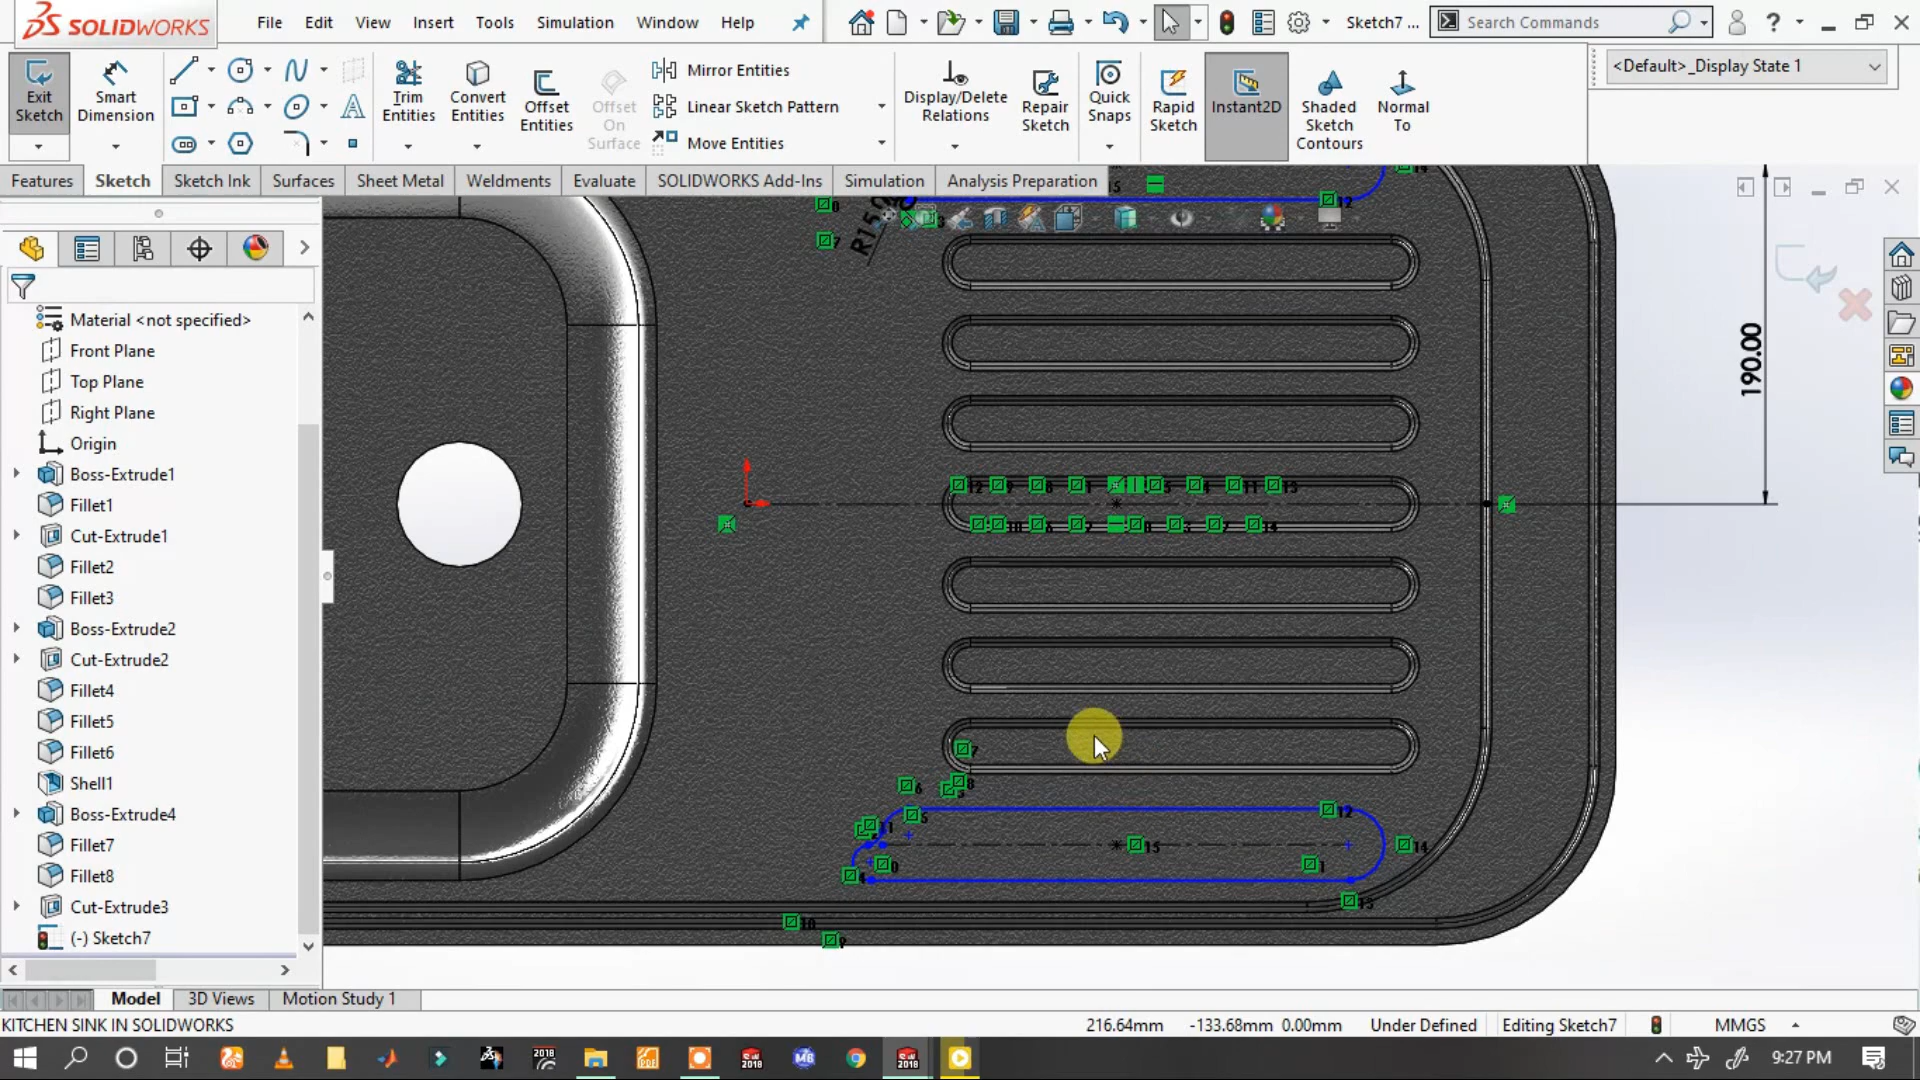 SOLIDWORKS
File Edit View Insert Tools Simulation Window Help
Sketch7 ...
Search Commands
Exit Sketch
Smart Dimension
Trim Entities
Convert Entities
Offset Entities
Offset On Surface
Mirror Entities
Linear Sketch Pattern
Move Entities
Display/Delete Relations
Repair Sketch
Quick Snaps
Rapid Sketch
Instant2D
Shaded Sketch Contours
Normal To
<Default>_Display State 1
Features Sketch Sketch Ink Surfaces Sheet Metal Weldments Evaluate SOLIDWORKS Add-Ins Simulation Analysis Preparation
Material <not specified>
Front Plane
Top Plane
Right Plane
Origin
Boss-Extrude1
Fillet1
Cut-Extrude1
Fillet2
Fillet3
Boss-Extrude2
Cut-Extrude2
Fillet4
Fillet5
Fillet6
Shell1
Boss-Extrude4
Fillet7
Fillet8
Cut-Extrude3
(-) Sketch7
190.00
Model 3D Views Motion Study 1
KITCHEN SINK IN SOLIDWORKS
216.64mm -133.68mm 0.00mm Under Defined Editing Sketch7 MMGS
9:27 PM